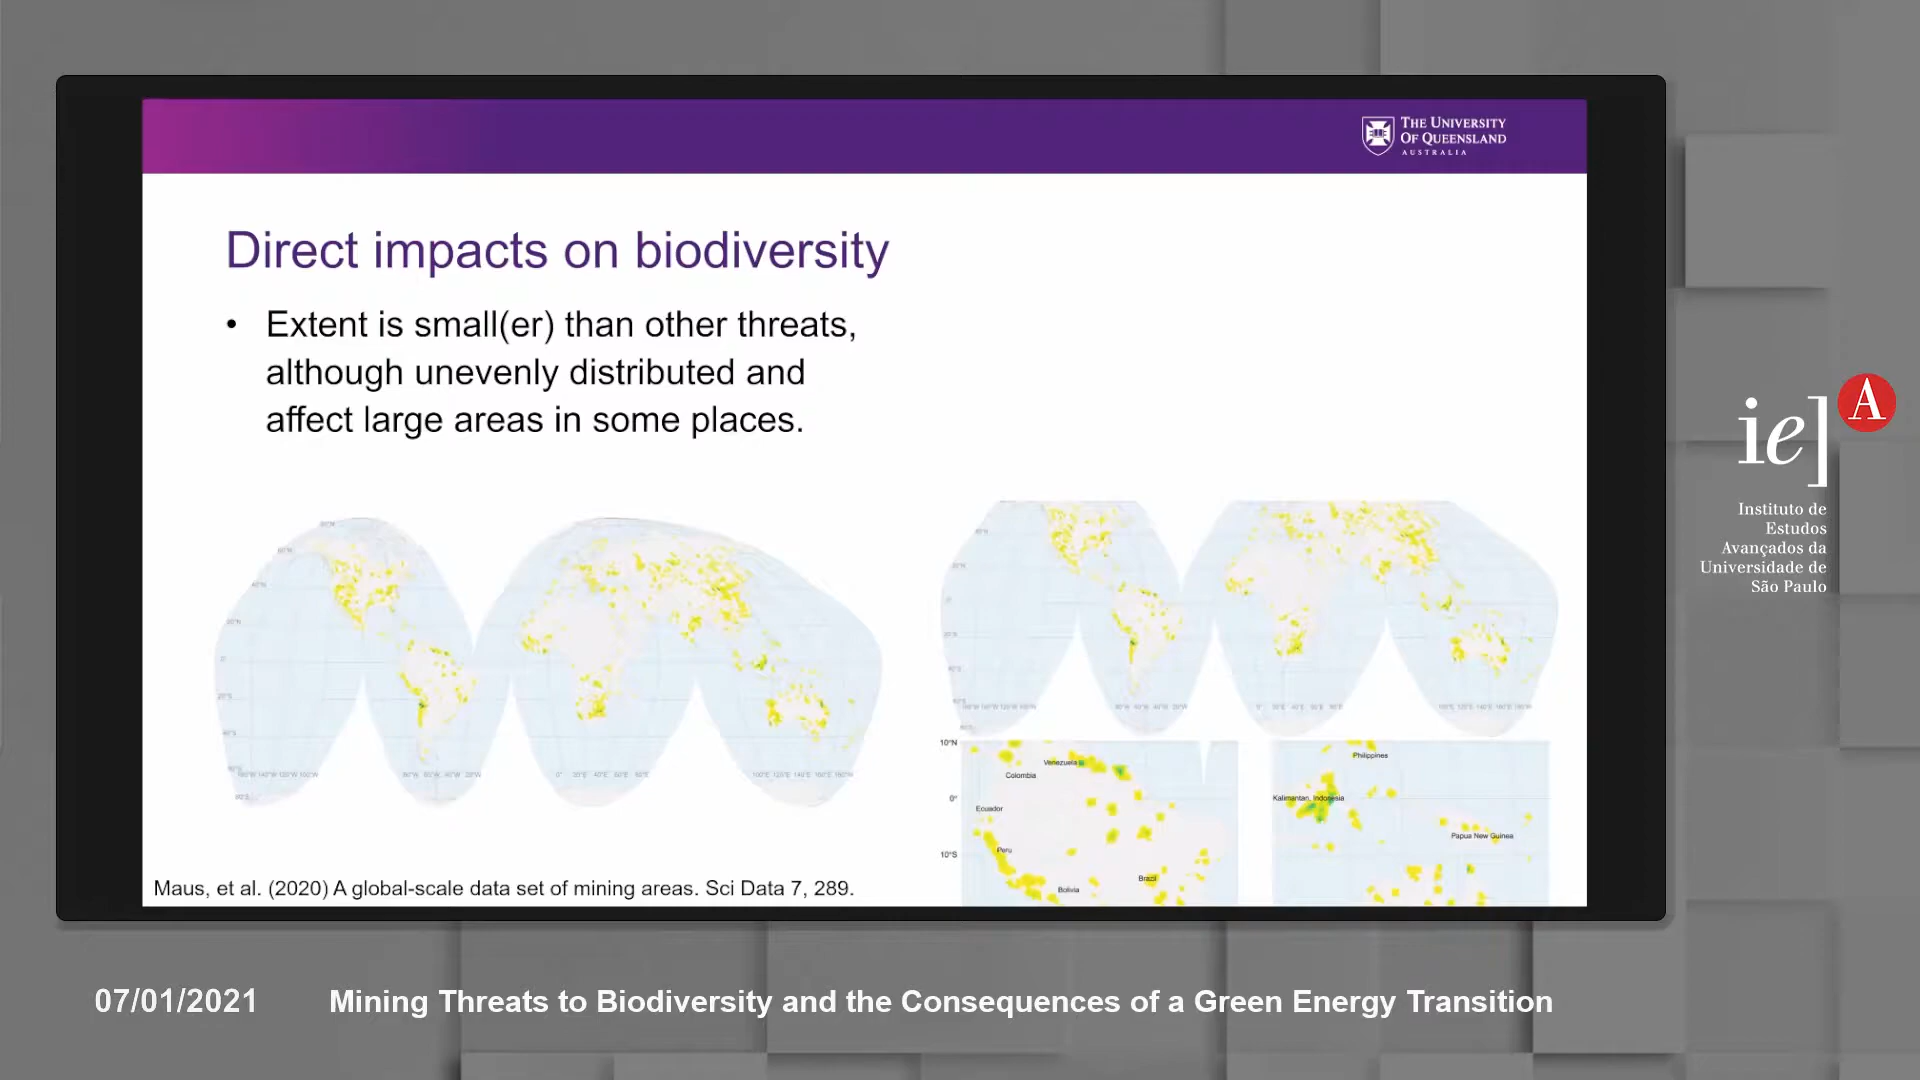 THE UNIVERSITY
OF QUEENSLAND
AUSTRALIA
Direct impacts on biodiversity
• Extent is small(er) than other threats,
although unevenly distributed and
affect large areas in some places.
10°N
0°
10°S
Venezuela
Colombia
Ecuador
Peru
Bolivia
Brazil
Philippines
Kalimantan, Indonesia
Papua New Guinea
Maus, et al. (2020) A global-scale data set of mining areas. Sci Data 7, 289.
ie]A
Instituto de
Estudos
Avançados da
Universidade de
São Paulo
07/01/2021
Mining Threats to Biodiversity and the Consequences of a Green Energy Transition